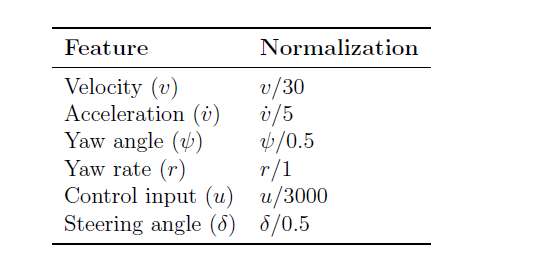 Feature Normalization
Velocity (v) v/30
Acceleration (v̇) v̇/5
Yaw angle (ψ) ψ/0.5
Yaw rate (r) r/1
Control input (u) u/3000
Steering angle (δ) δ/0.5